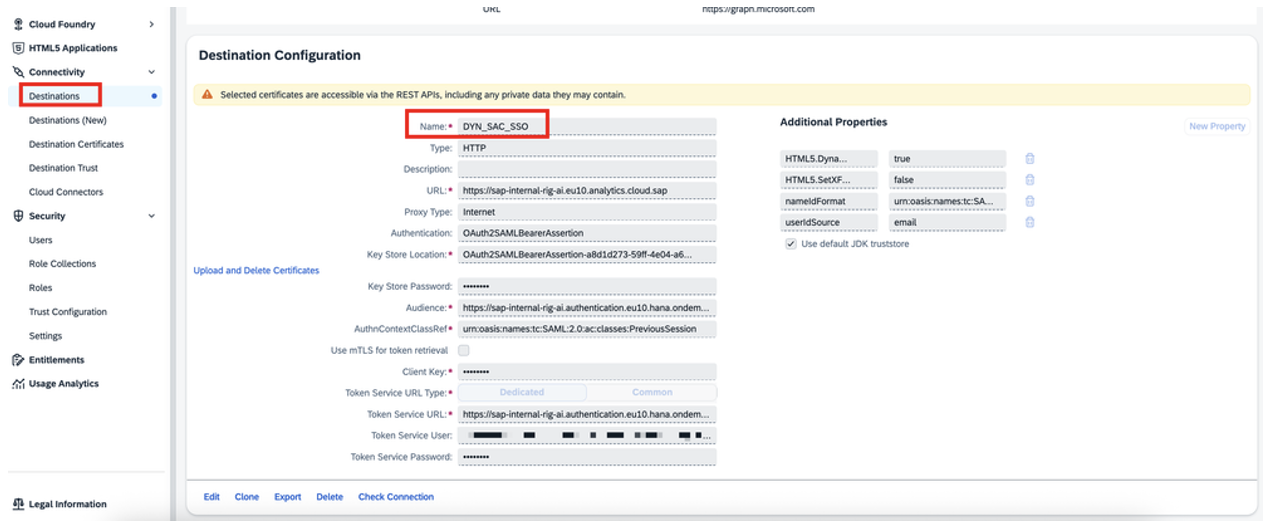 URL https://graph.microsoft.com
Cloud Foundry
HTML5 Applications
Connectivity
Destinations
Destinations (New)
Destination Certificates
Destination Trust
Cloud Connectors
Security
Users
Role Collections
Roles
Trust Configuration
Settings
Entitlements
Usage Analytics
Legal Information
Destination Configuration
Selected certificates are accessible via the REST APIs, including any private data they may contain.
Name:* DYN_SAC_SSO
Type: HTTP
Description:
URL:* https://sap-internal-rig-ai.eu10.analytics.cloud.sap
Proxy Type: Internet
Authentication: OAuth2SAMLBearerAssertion
Key Store Location:* OAuth2SAMLBearerAssertion-a8d1d273-59ff-4e04-a6...
Upload and Delete Certificates
Key Store Password: ••••••••
Audience:* https://sap-internal-rig-ai.authentication.eu10.hana.ondem...
AuthnContextClassRef* urn:oasis:names:tc:SAML:2.0:ac:classes:PreviousSession
Use mTLS for token retrieval
Client Key:* ••••••••
Token Service URL Type:* Dedicated Common
Token Service URL:* https://sap-internal-rig-ai.authentication.eu10.hana.ondem...
Token Service User:
Token Service Password: ••••••••
Additional Properties
New Property
HTML5.Dyna... true
HTML5.SetXF... false
nameIdFormat urn:oasis:names:tc:SA...
userIdSource email
Use default JDK truststore
Edit Clone Export Delete Check Connection